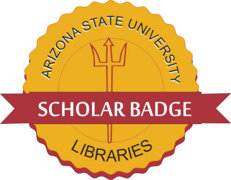 ARIZONA STATE UNIVERSITY
SCHOLAR BADGE
LIBRARIES